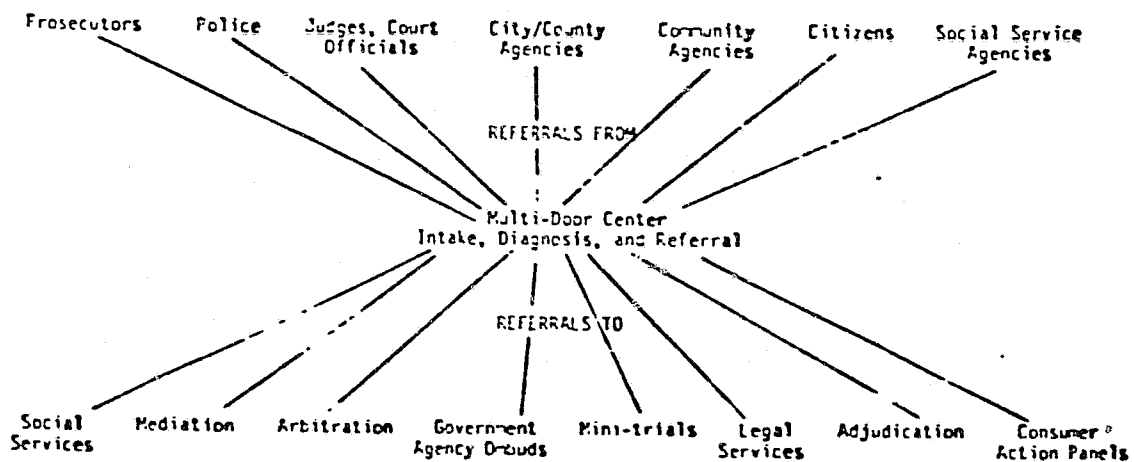 Prosecutors Police Judges, Court Officials City/County Agencies Community Agencies Citizens Social Service Agencies
REFERRALS FROM
Multi-Door Center
Intake, Diagnosis, and Referral
REFERRALS TO
Social Services Mediation Arbitration Government Agency Ombuds Mini-trials Legal Services Adjudication Consumer Action Panels